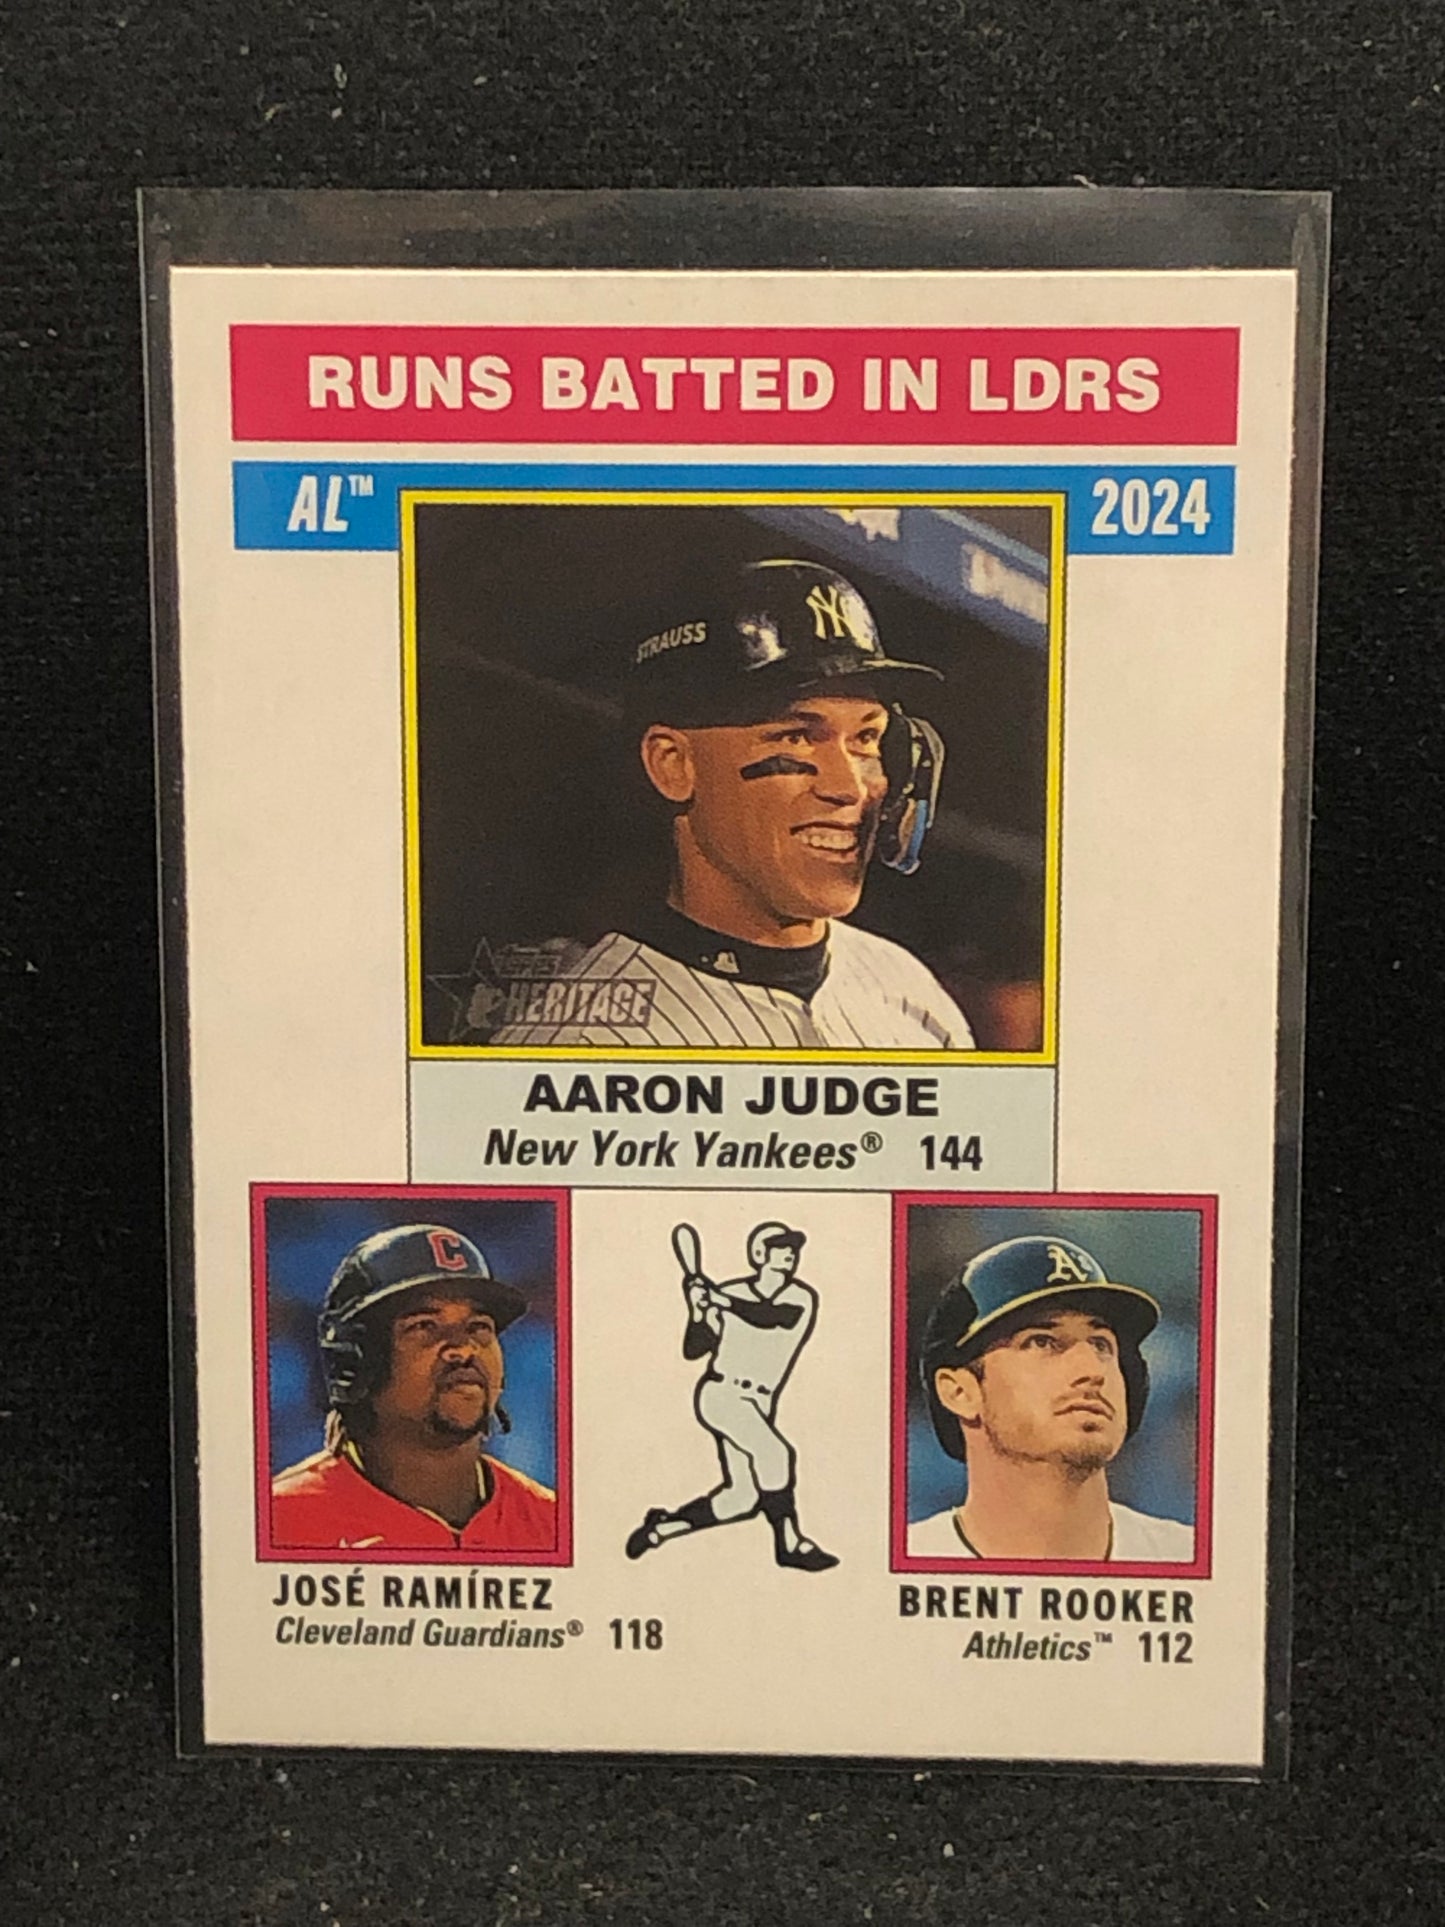 RUNS BATTED IN LDRS
AL™
2024
STRAUSS
NY
TOPPS
HERITAGE
AARON JUDGE
New York Yankees® 144
C
A's
JOSÉ RAMÍREZ
Cleveland Guardians® 118
BRENT ROOKER
Athletics™ 112